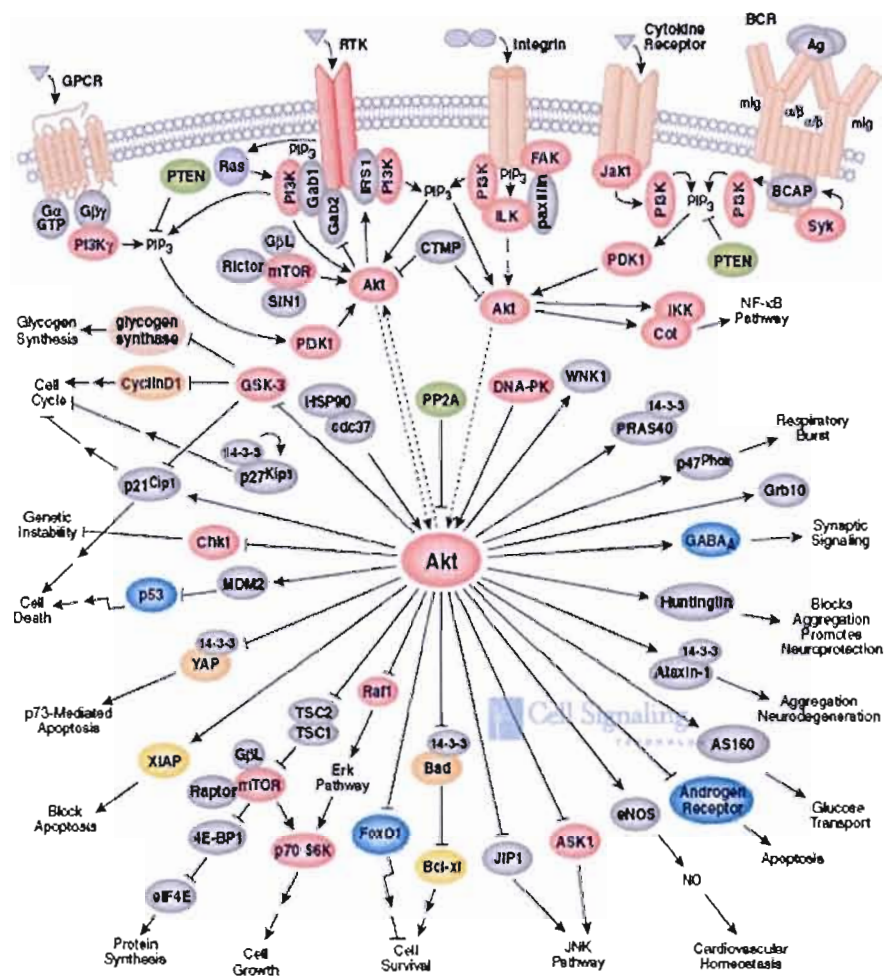 BCR
Cytokine
Receptor
Ag
RTK
Integrin
GPCR
mIg
α/β
α/β
mIg
PIP3
Ras
PTEN
PI3K
Gab1
Gab2
IRS1
PI3K
PIP3
PI3K
PIP3
FAK
paxillin
ILK
Jak1
PI3K
PIP3
PI3K
BCAP
Syk
Gα
GTP
Gβγ
PI3Kγ
PIP3
GβL
Rictor
mTOR
SIN1
Akt
CTMP
PDK1
PTEN
Akt
IKK
Cot
NF-κB
Pathway
Glycogen
Synthesis
glycogen
synthase
PDK1
Cell
Cycle
CyclinD1
GSK-3
HSP90
cdc37
PP2A
DNA-PK
WNK1
14-3-3
PRAS40
Respiratory
Burst
14-3-3
p27Kip1
p21Cip1
p47Phox
Grb10
Genetic
Instability
Chk1
Akt
GABAA
Synaptic
Signaling
Cell
Death
p53
MDM2
Huntingtin
Blocks
Aggregation
Promotes
Neuroprotection
14-3-3
YAP
14-3-3
Ataxin-1
p73-Mediated
Apoptosis
Raf1
TSC2
TSC1
Cell Signaling
TECHNOLOGY
Aggregation
Neurodegeneration
XIAP
GβL
Raptor
mTOR
Erk
Pathway
14-3-3
Bad
AS160
Block
Apoptosis
Androgen
Receptor
Glucose
Transport
4E-BP1
p70 S6K
FoxO1
Bcl-xl
JIP1
ASK1
eNOS
Apoptosis
eIF4E
NO
Protein
Synthesis
Cell
Growth
Cell
Survival
JNK
Pathway
Cardiovascular
Homeostasis